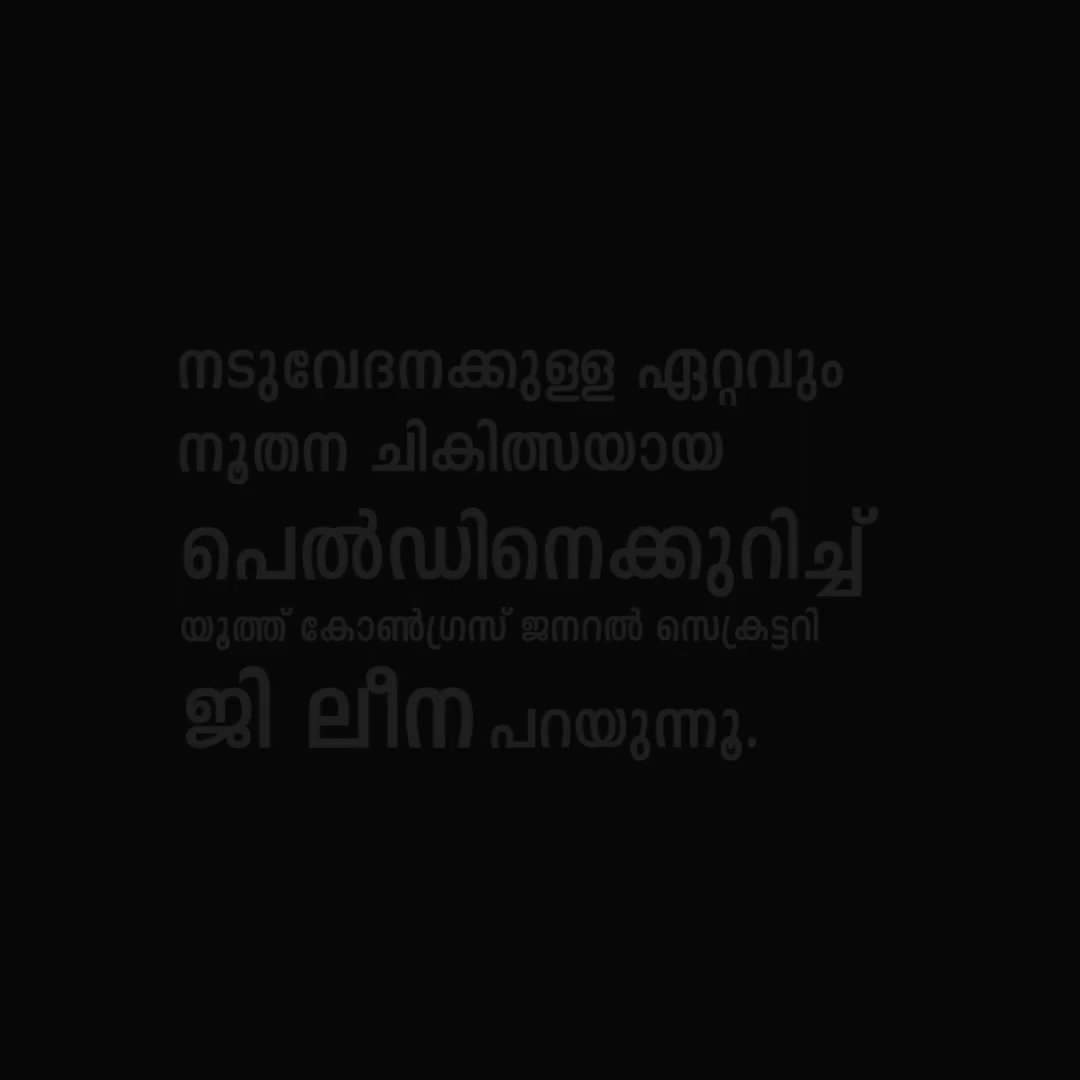 നടുവേദനക്കുള്ള ഏറ്റവും
നൂതന ചികിത്സയായ
പെൽഡിനെക്കുറിച്ച്
യൂത്ത് കോൺഗ്രസ് ജനറൽ സെക്രട്ടറി
ജി ലീന പറയുന്നൂ.